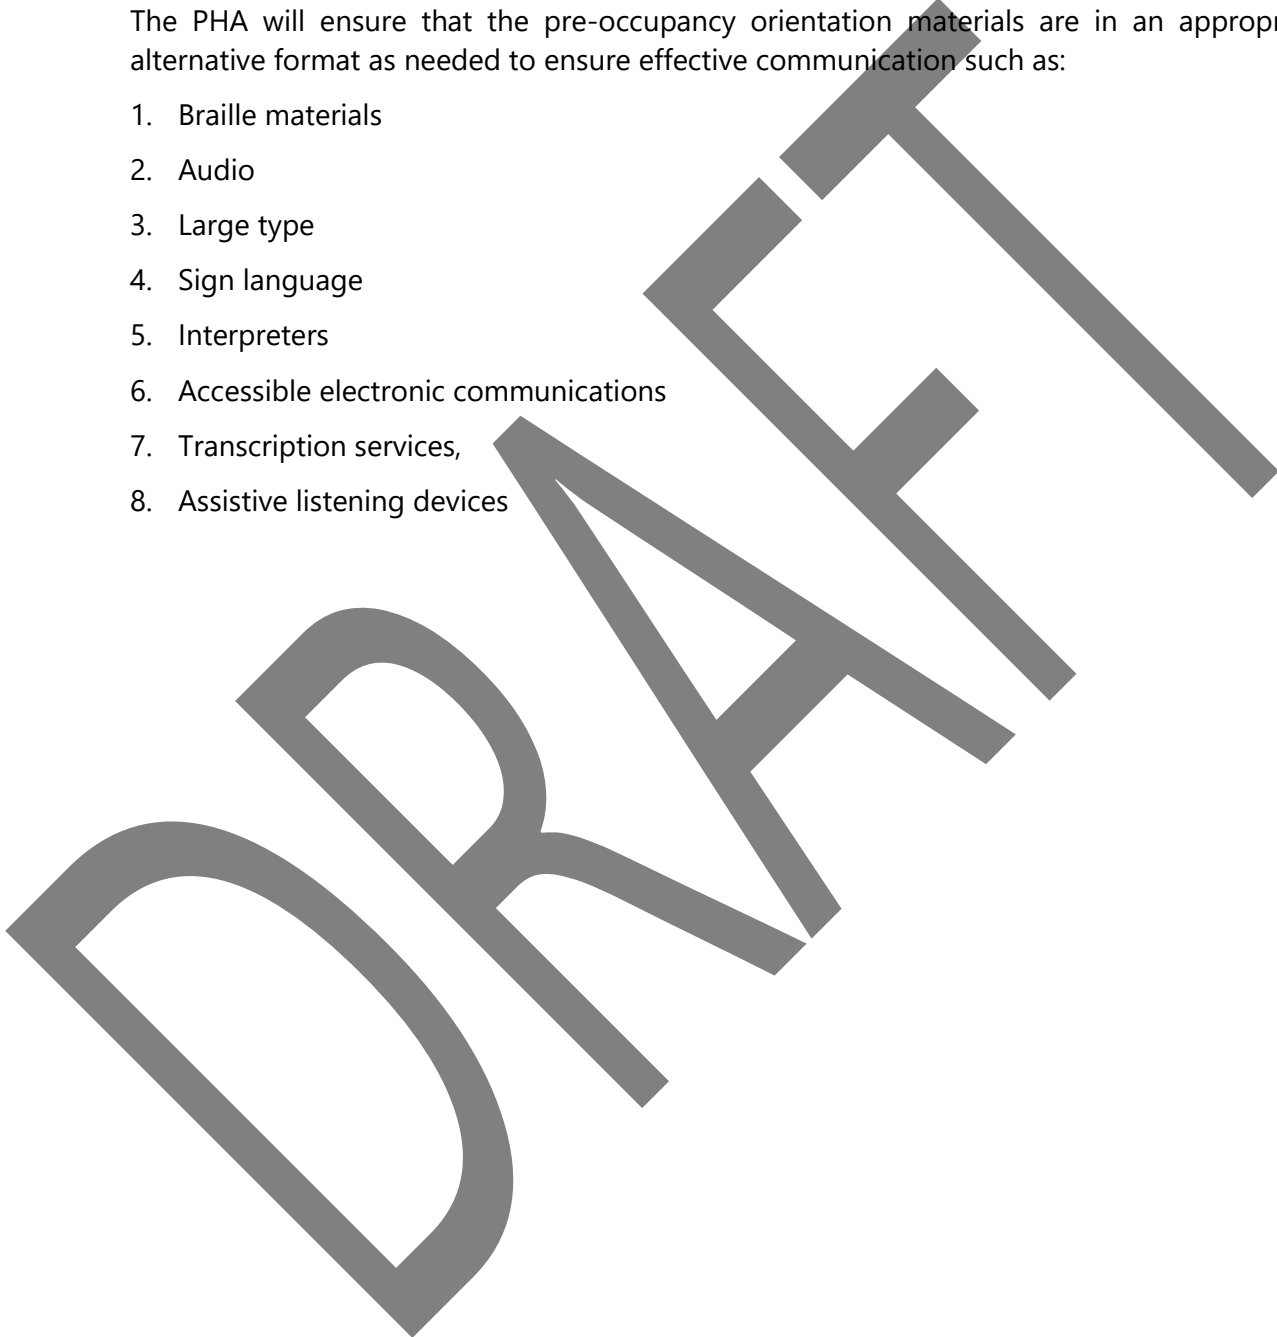 The PHA will ensure that the pre-occupancy orientation materials are in an
alternative format as needed to ensure effective communication such as:
1. Braille materials
2. Audio
3. Large type
4. Sign language
5. Interpreters
6. Accessible electronic communications
7. Transcription services,
8. Assistive listening devices
DRAFT